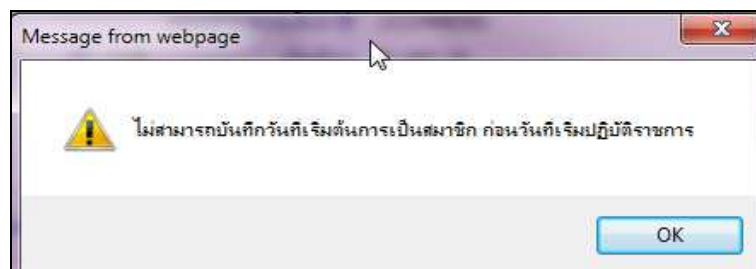 Message from webpage
ไม่สามารถบันทึกวันที่เริ่มต้นการเป็นสมาชิก ก่อนวันที่เริ่มปฏิบัติราชการ
OK